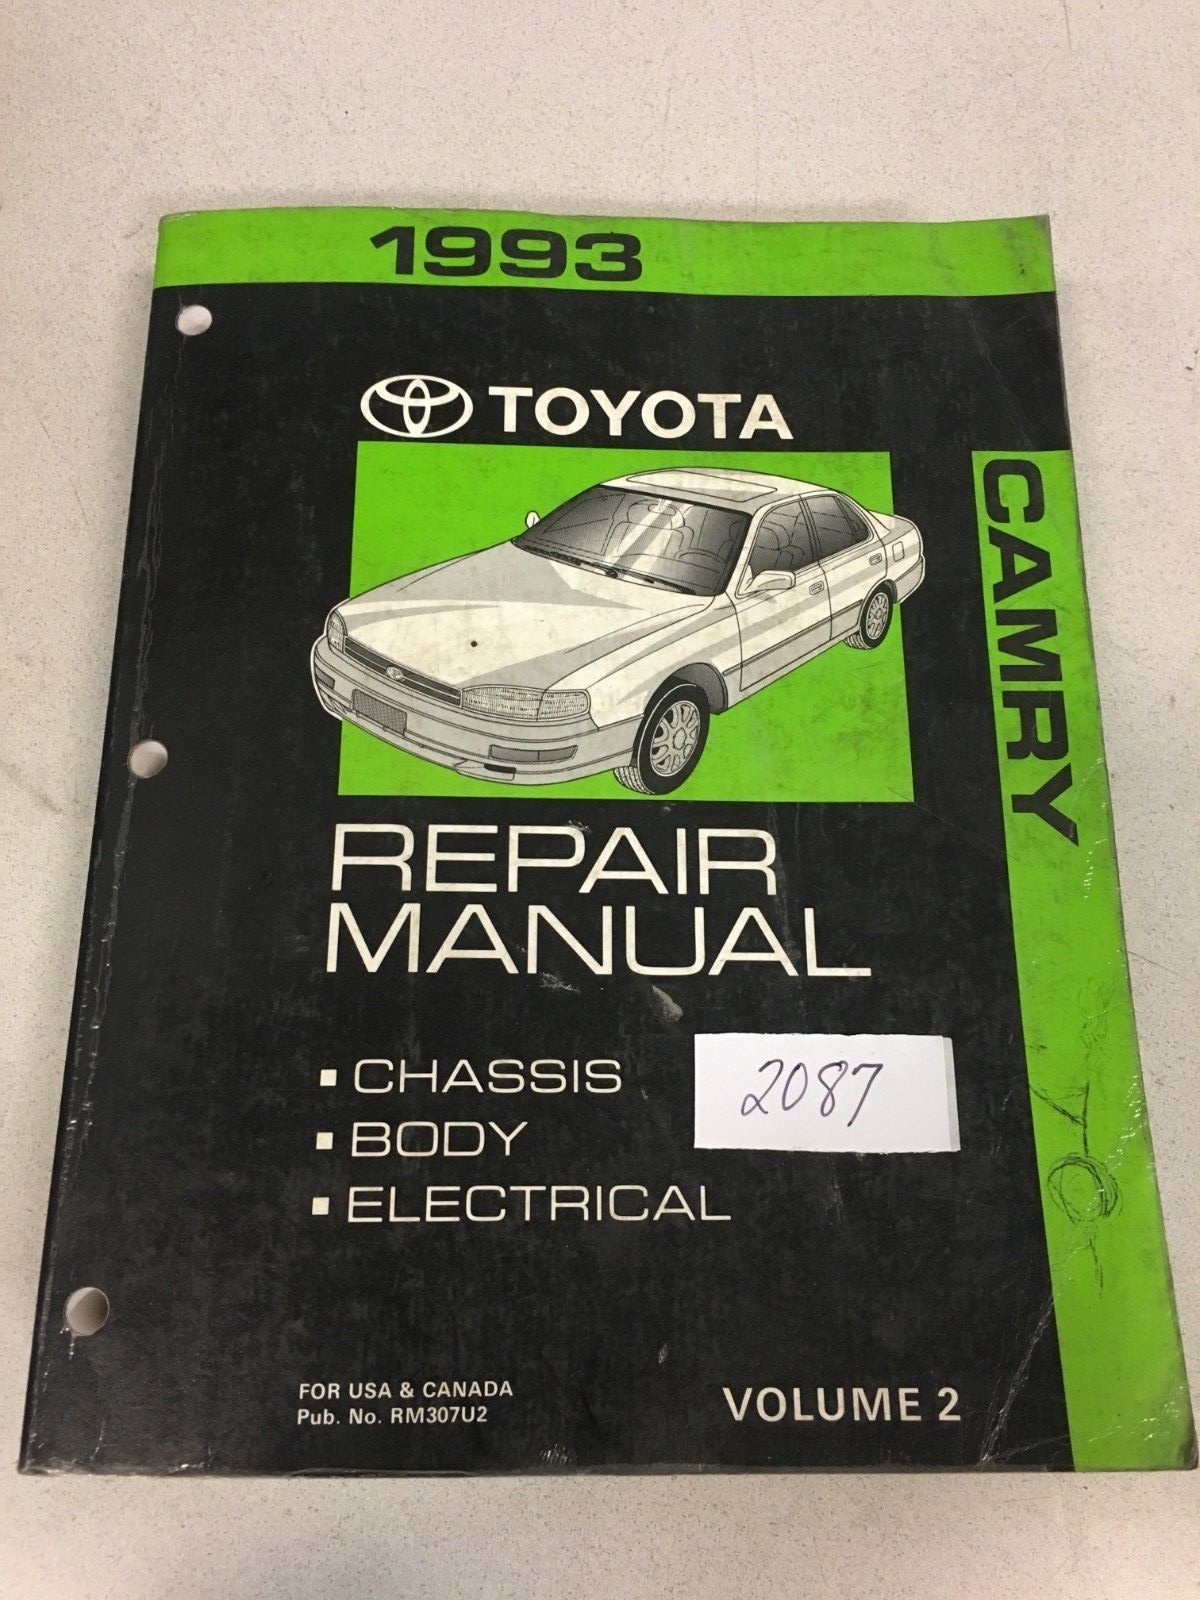 1993
TOYOTA
CAMRY
REPAIR
MANUAL
▪ CHASSIS
▪ BODY
▪ ELECTRICAL
2087
FOR USA & CANADA
Pub. No. RM307U2
VOLUME 2